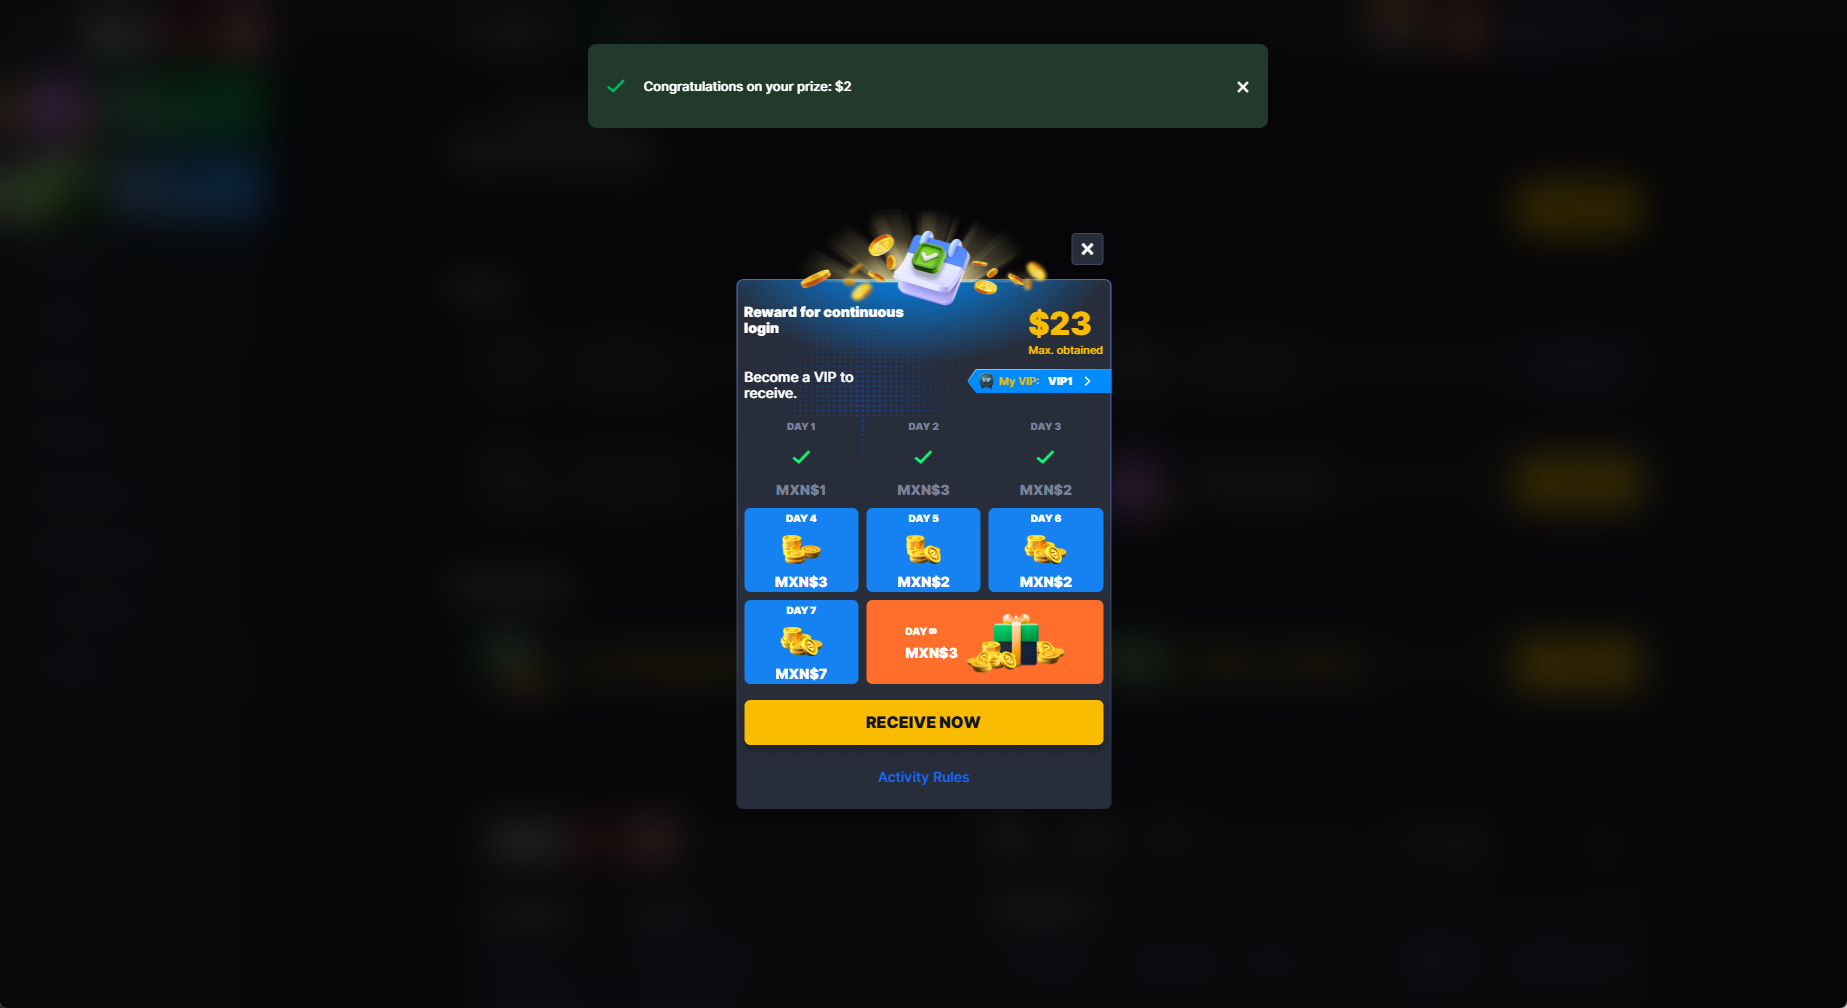 Congratulations on your prize: $2
Reward for continuous
login
$23
Max. obtained
Become a VIP to
receive.
My VIP: VIP1
DAY 1
DAY 2
DAY 3
MXN$1
MXN$3
MXN$2
DAY 4
DAY 5
DAY 6
MXN$3
MXN$2
MXN$2
DAY 7
MXN$7
DAY ∞
MXN$3
RECEIVE NOW
Activity Rules